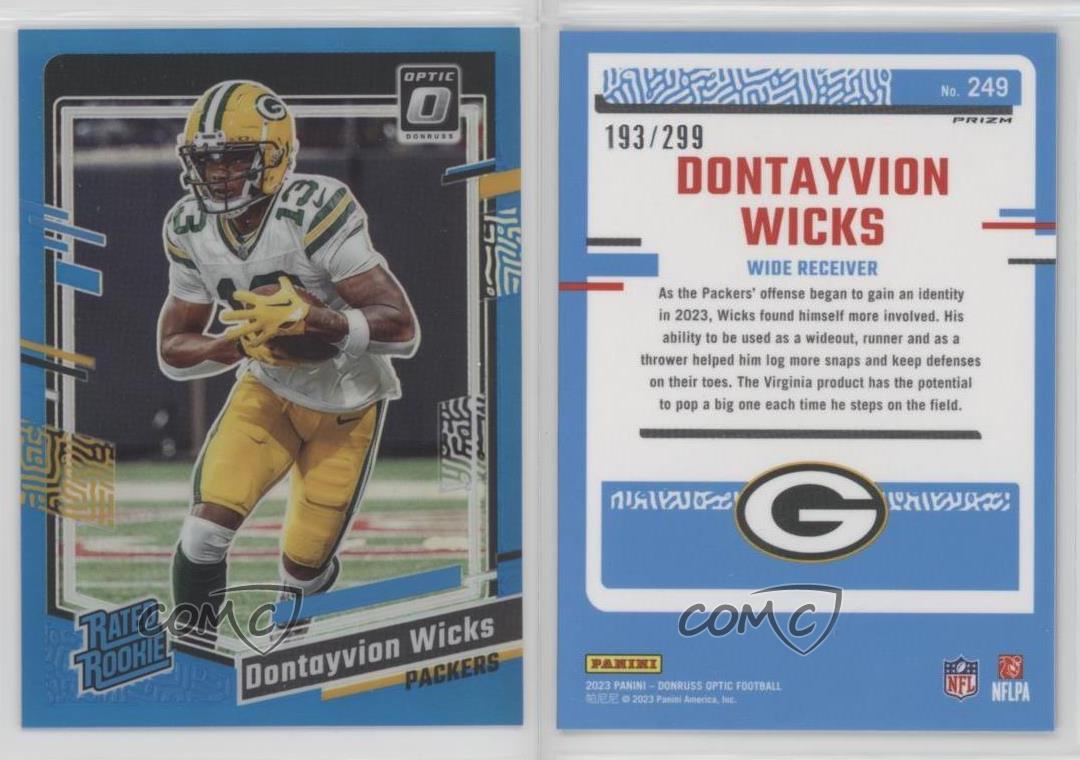 OPTIC
DONRUSS
13
13
RATED
ROOKIE
Dontayvion Wicks
PACKERS
COMC
No. 249
PRIZM
193/299
DONTAYVION
WICKS
WIDE RECEIVER
As the Packers' offense began to gain an identity
in 2023, Wicks found himself more involved. His
ability to be used as a wideout, runner and as a
thrower helped him log more snaps and keep defenses
on their toes. The Virginia product has the potential
to pop a big one each time he steps on the field.
G
COMC
PANINI
2023 PANINI – DONRUSS OPTIC FOOTBALL
帕尼尼 © 2023 Panini America, Inc.
NFL
NFLPA